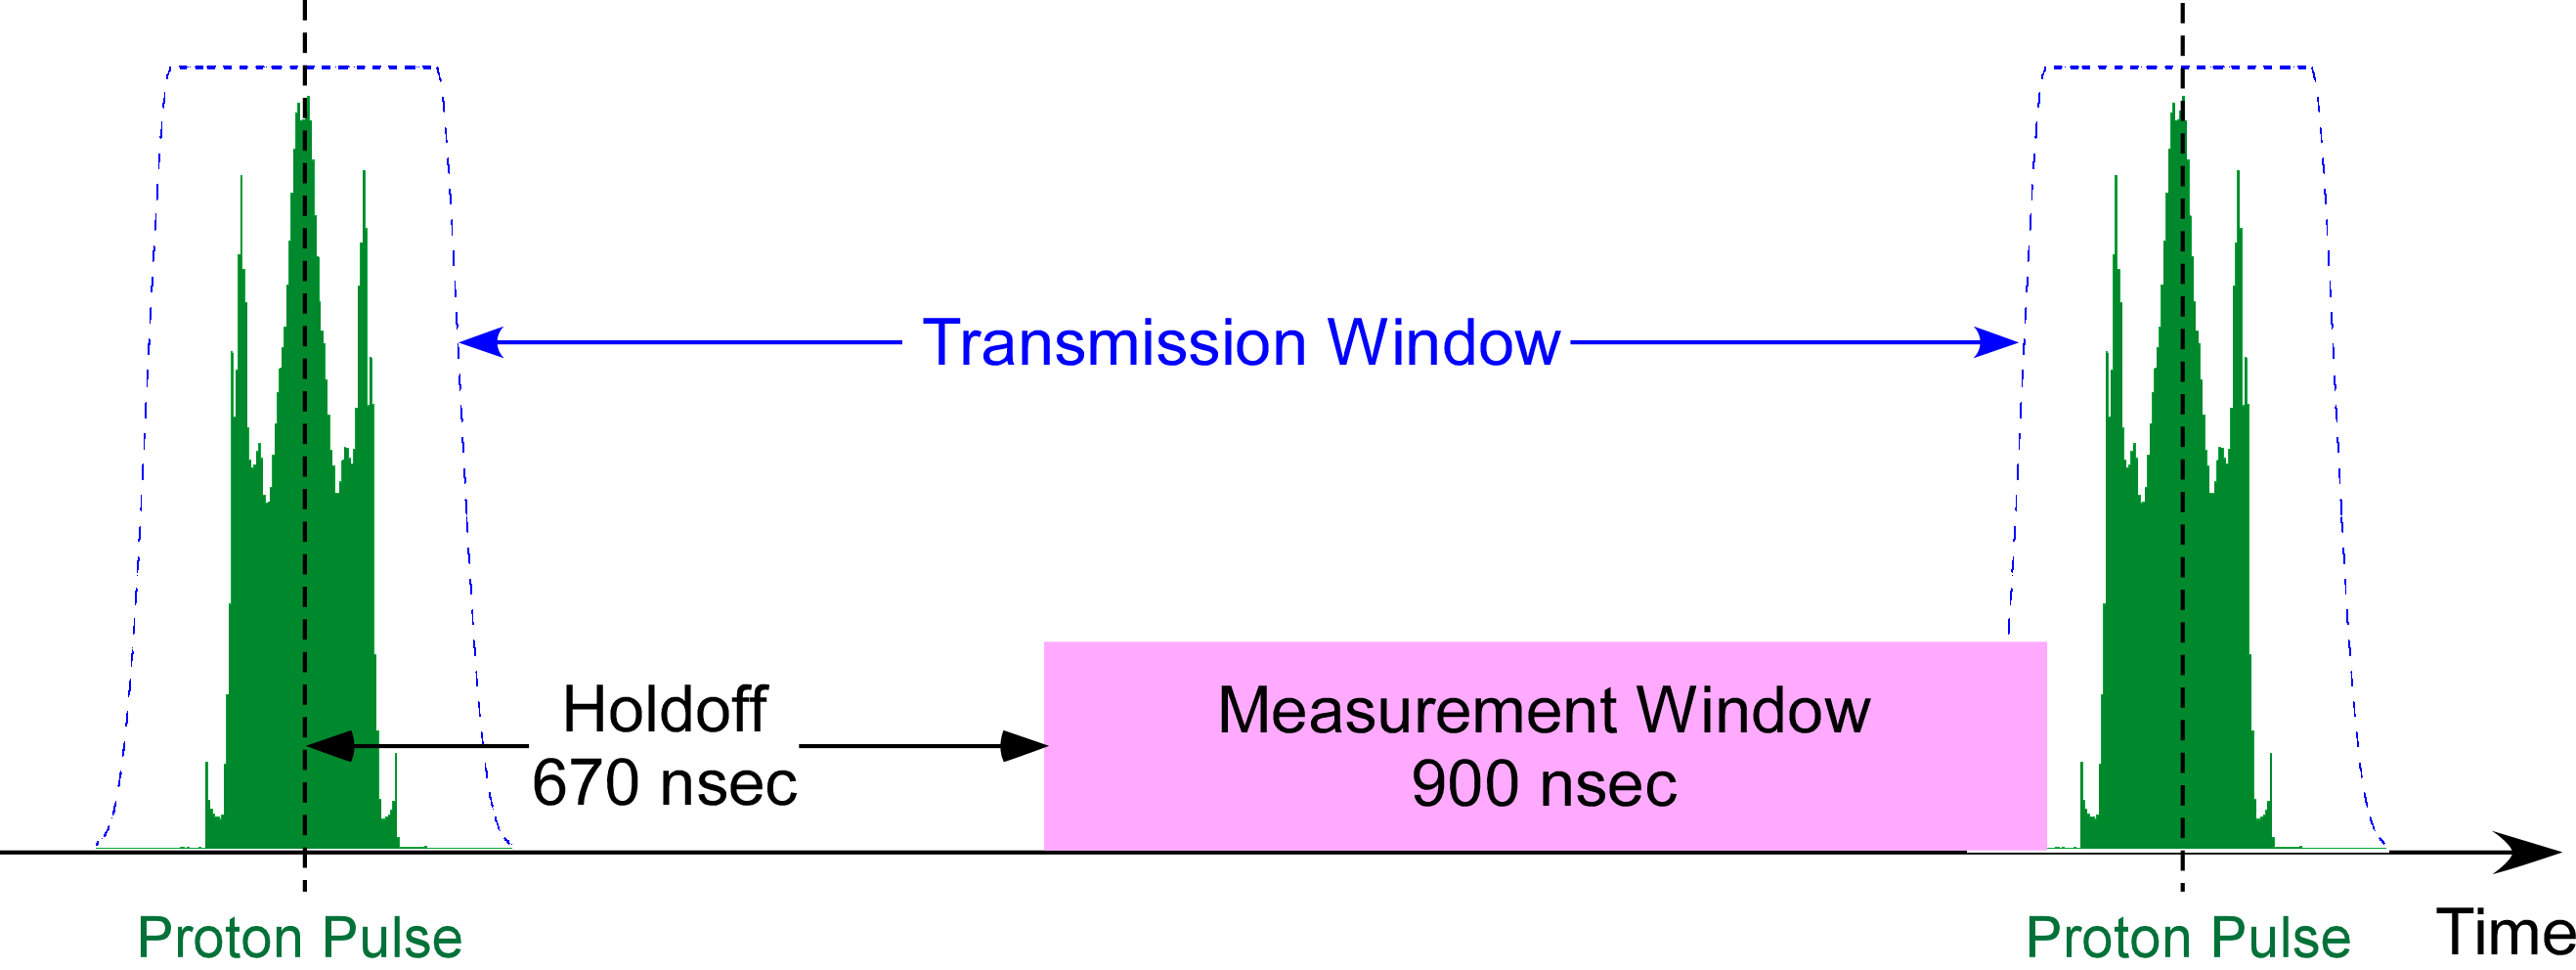 Transmission Window
Holdoff
670 nsec
Measurement Window
900 nsec
Proton Pulse
Proton Pulse
Time